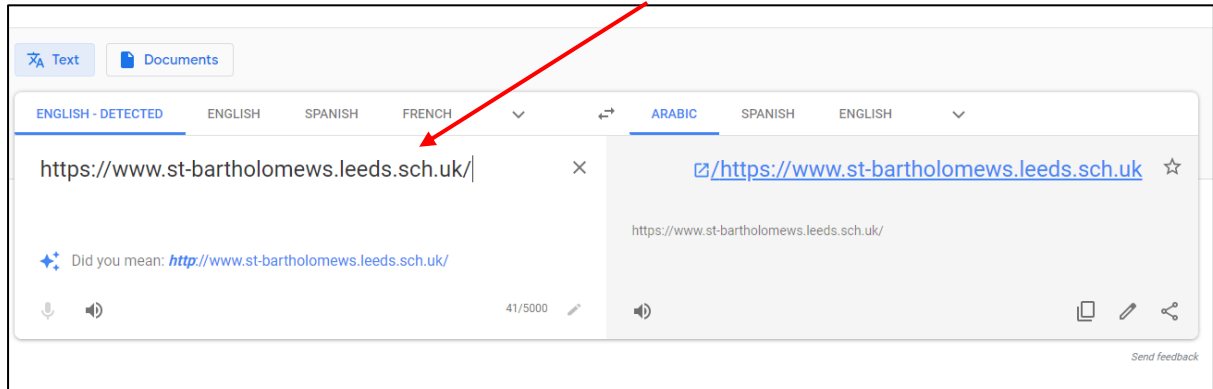 Text Documents
ENGLISH - DETECTED ENGLISH SPANISH FRENCH ARABIC SPANISH ENGLISH
https://www.st-bartholomews.leeds.sch.uk/ /https://www.st-bartholomews.leeds.sch.uk
https://www.st-bartholomews.leeds.sch.uk/
Did you mean: http://www.st-bartholomews.leeds.sch.uk/
41/5000
Send feedback